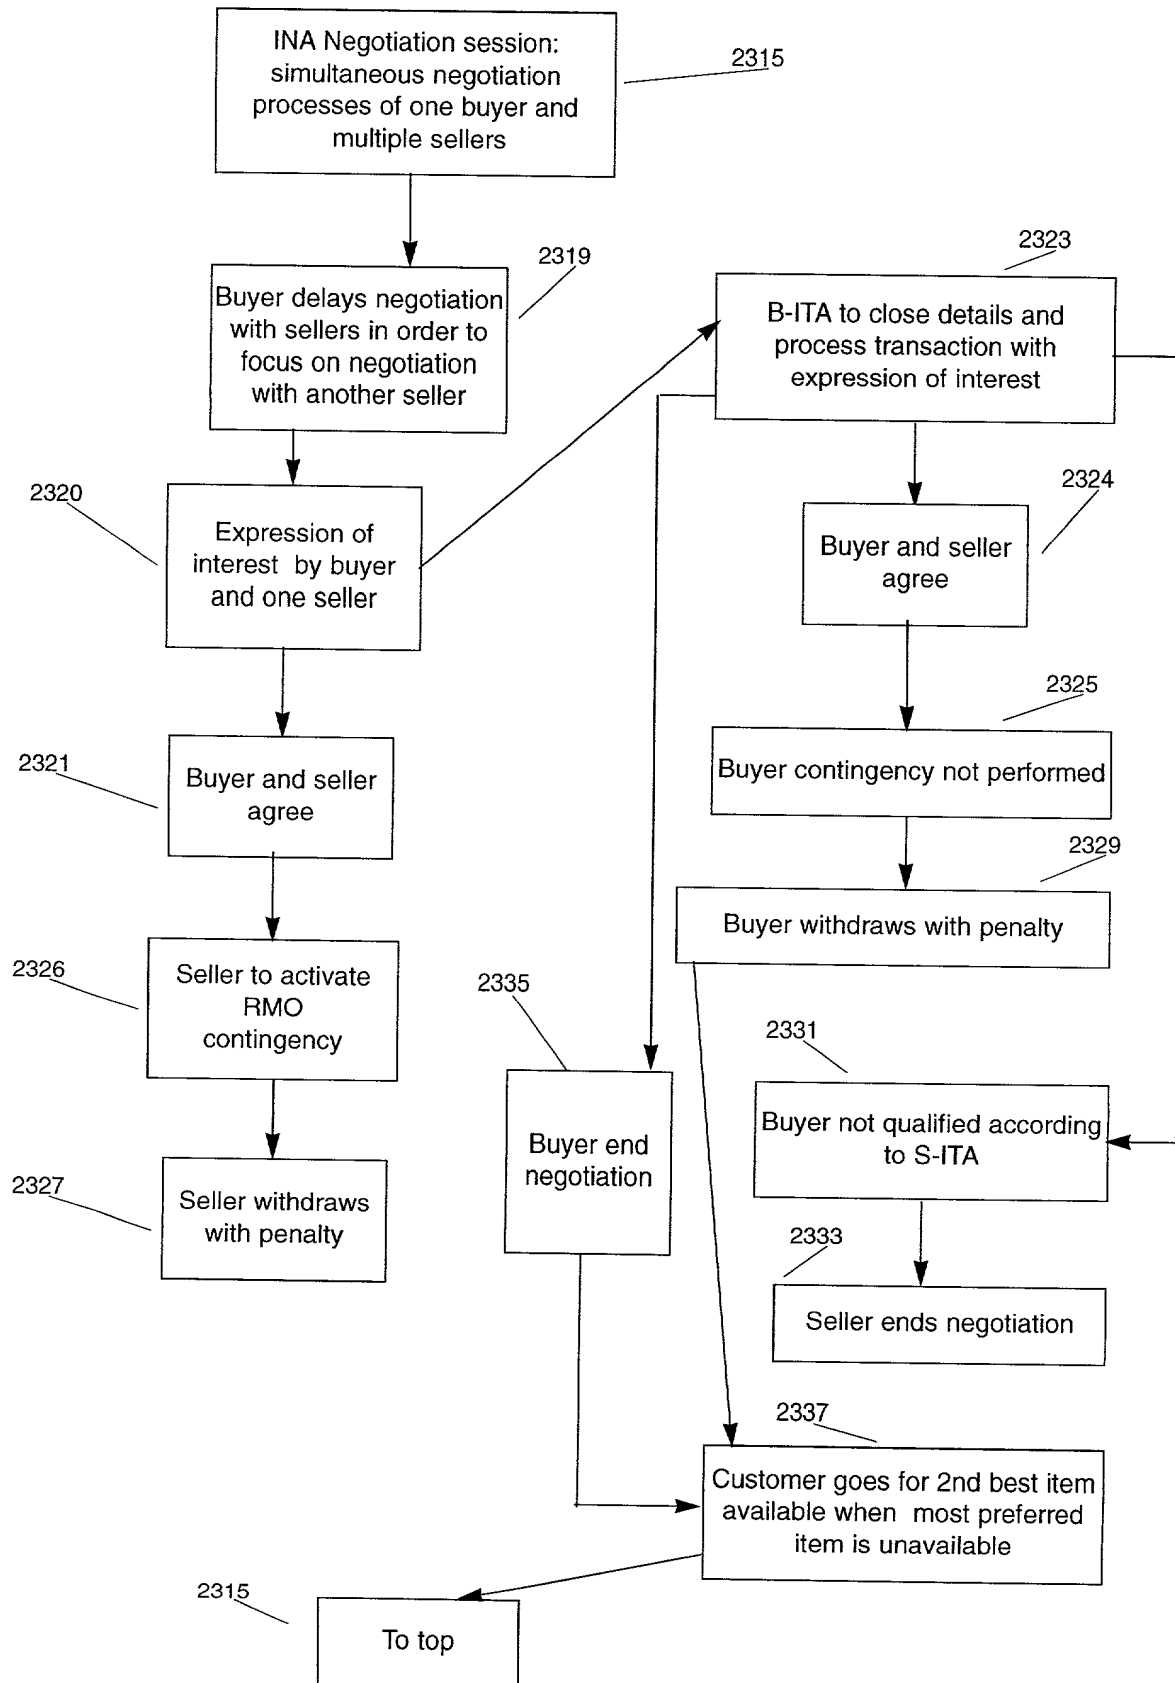 INA Negotiation session:
simultaneous negotiation
processes of one buyer and
multiple sellers
2315
2319
Buyer delays negotiation
with sellers in order to
focus on negotiation
with another seller
2323
B-ITA to close details and
process transaction with
expression of interest
2320
Expression of
interest by buyer
and one seller
2324
Buyer and seller
agree
2321
Buyer and seller
agree
2325
Buyer contingency not performed
2329
Buyer withdraws with penalty
2326
Seller to activate
RMO
contingency
2335
Buyer end
negotiation
2331
Buyer not qualified according
to S-ITA
2327
Seller withdraws
with penalty
2333
Seller ends negotiation
2337
Customer goes for 2nd best item
available when most preferred
item is unavailable
2315
To top